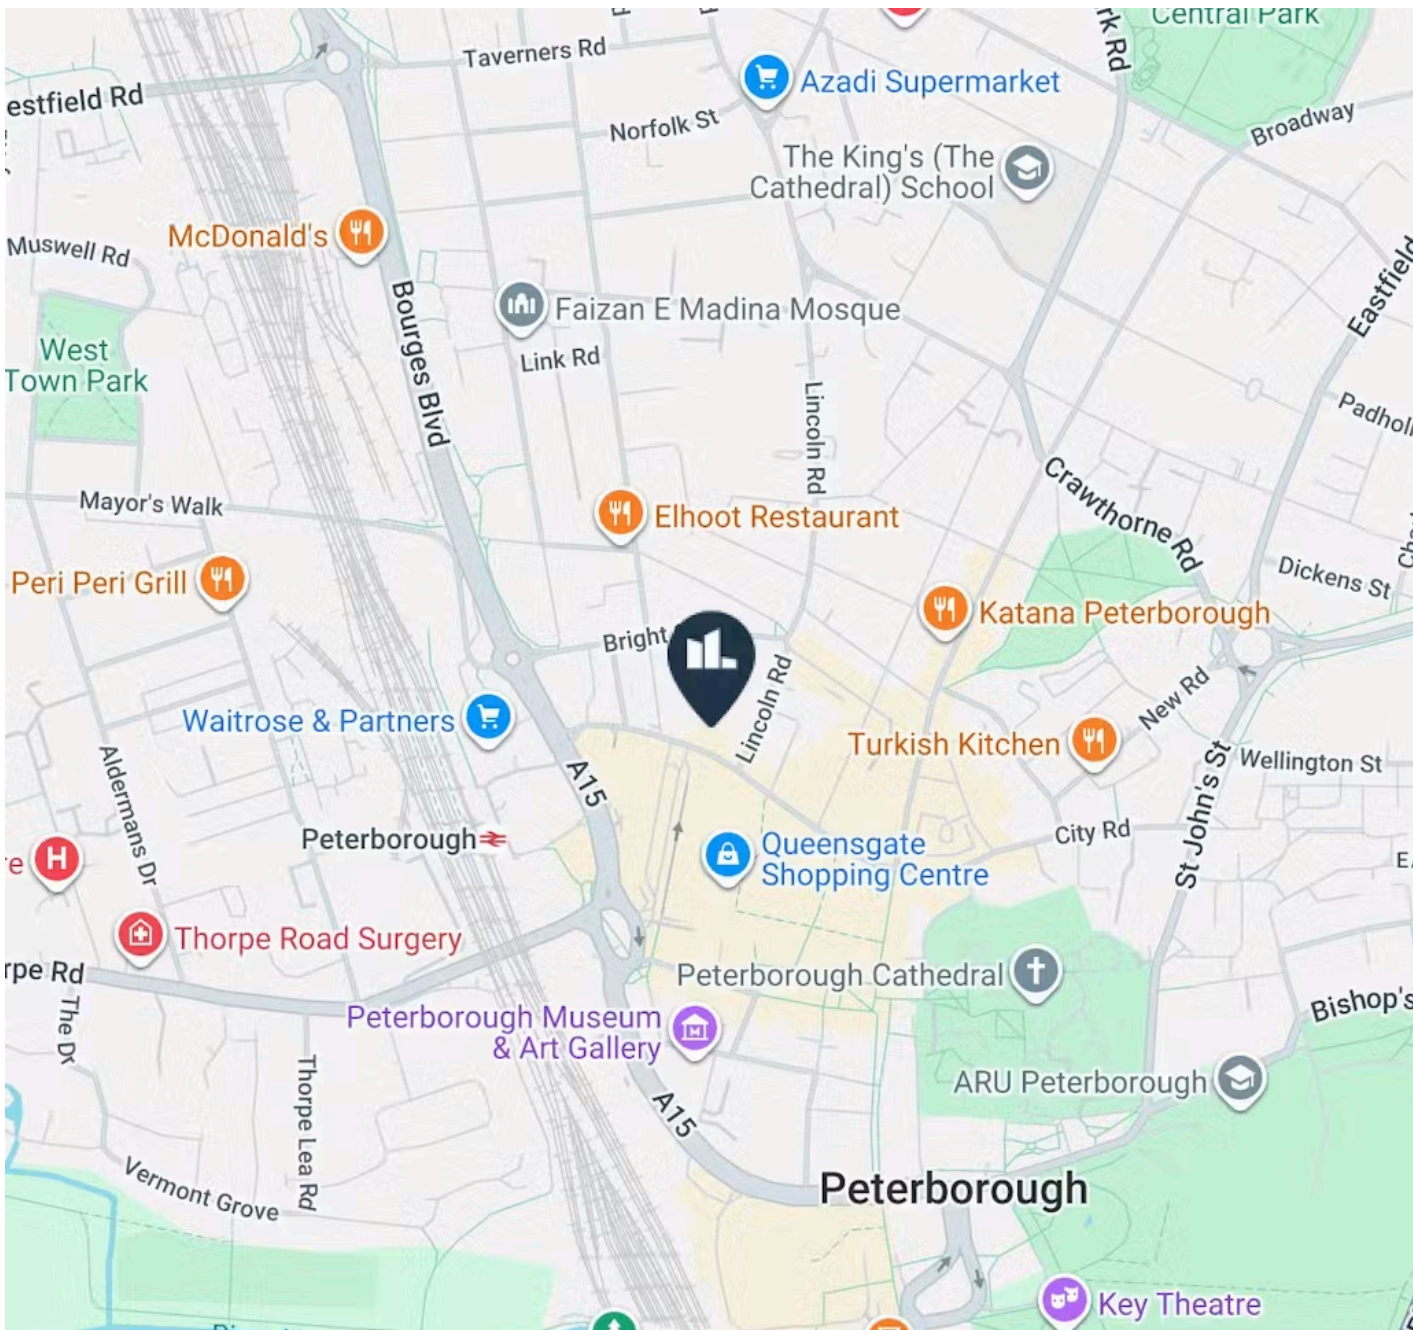 Central Park
Taverners Rd
rk Rd
Azadi Supermarket
estfield Rd
Norfolk St
Broadway
The King's (The
Cathedral) School
McDonald's
Muswell Rd
Eastfield
Bourges Blvd
Faizan E Madina Mosque
West
Town Park
Link Rd
Lincoln Rd
Padhol
Mayor's Walk
Crawthorne Rd
Elhoot Restaurant
Peri Peri Grill
Dickens St
Katana Peterborough
Bright
Lincoln Rd
New Rd
Waitrose & Partners
Turkish Kitchen
Wellington St
Aldermans Dr
A15
St John's St
Peterborough
City Rd
Queensgate
Shopping Centre
H
e
Thorpe Road Surgery
rpe Rd
Peterborough Cathedral
The Dr
Bishop's
Peterborough Museum
& Art Gallery
M
Thorpe Lea Rd
ARU Peterborough
A15
Vermont Grove
Peterborough
Key Theatre